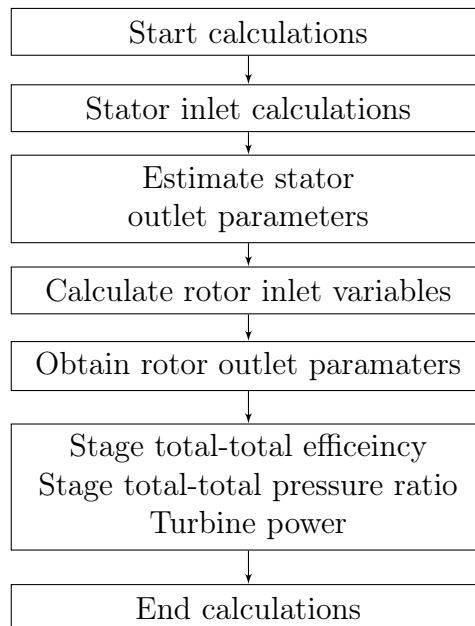 Start calculations
Stator inlet calculations
Estimate stator
outlet parameters
Calculate rotor inlet variables
Obtain rotor outlet paramaters
Stage total-total efficeincy
Stage total-total pressure ratio
Turbine power
End calculations